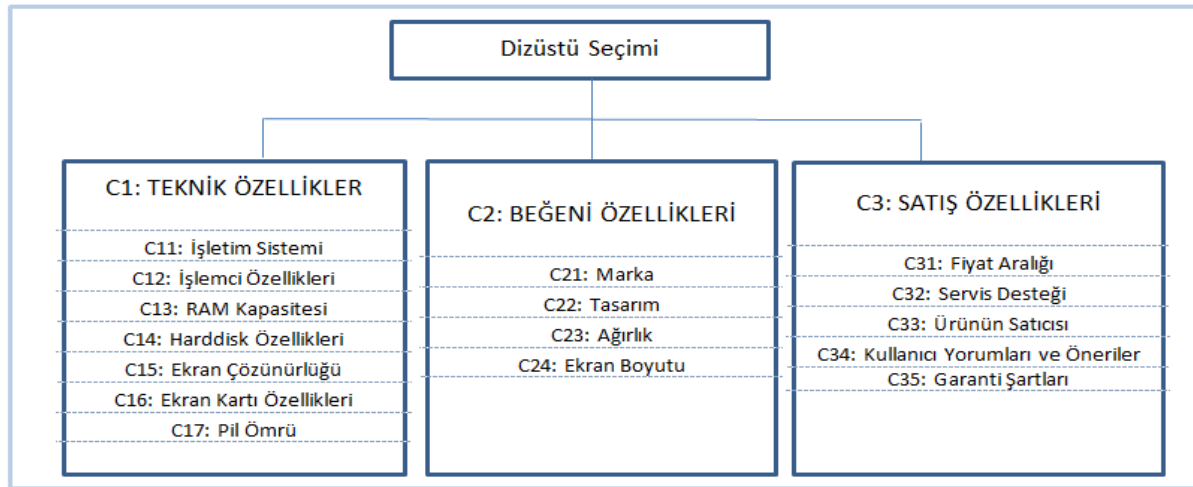 Dizüstü Seçimi
C1: TEKNİK ÖZELLİKLER
C11: İşletim Sistemi
C12: İşlemci Özellikleri
C13: RAM Kapasitesi
C14: Harddisk Özellikleri
C15: Ekran Çözünürlüğü
C16: Ekran Kartı Özellikleri
C17: Pil Ömrü
C2: BEĞENİ ÖZELLİKLERİ
C21: Marka
C22: Tasarım
C23: Ağırlık
C24: Ekran Boyutu
C3: SATIŞ ÖZELLİKLERİ
C31: Fiyat Aralığı
C32: Servis Desteği
C33: Ürünün Satıcısı
C34: Kullanıcı Yorumları ve Öneriler
C35: Garanti Şartları